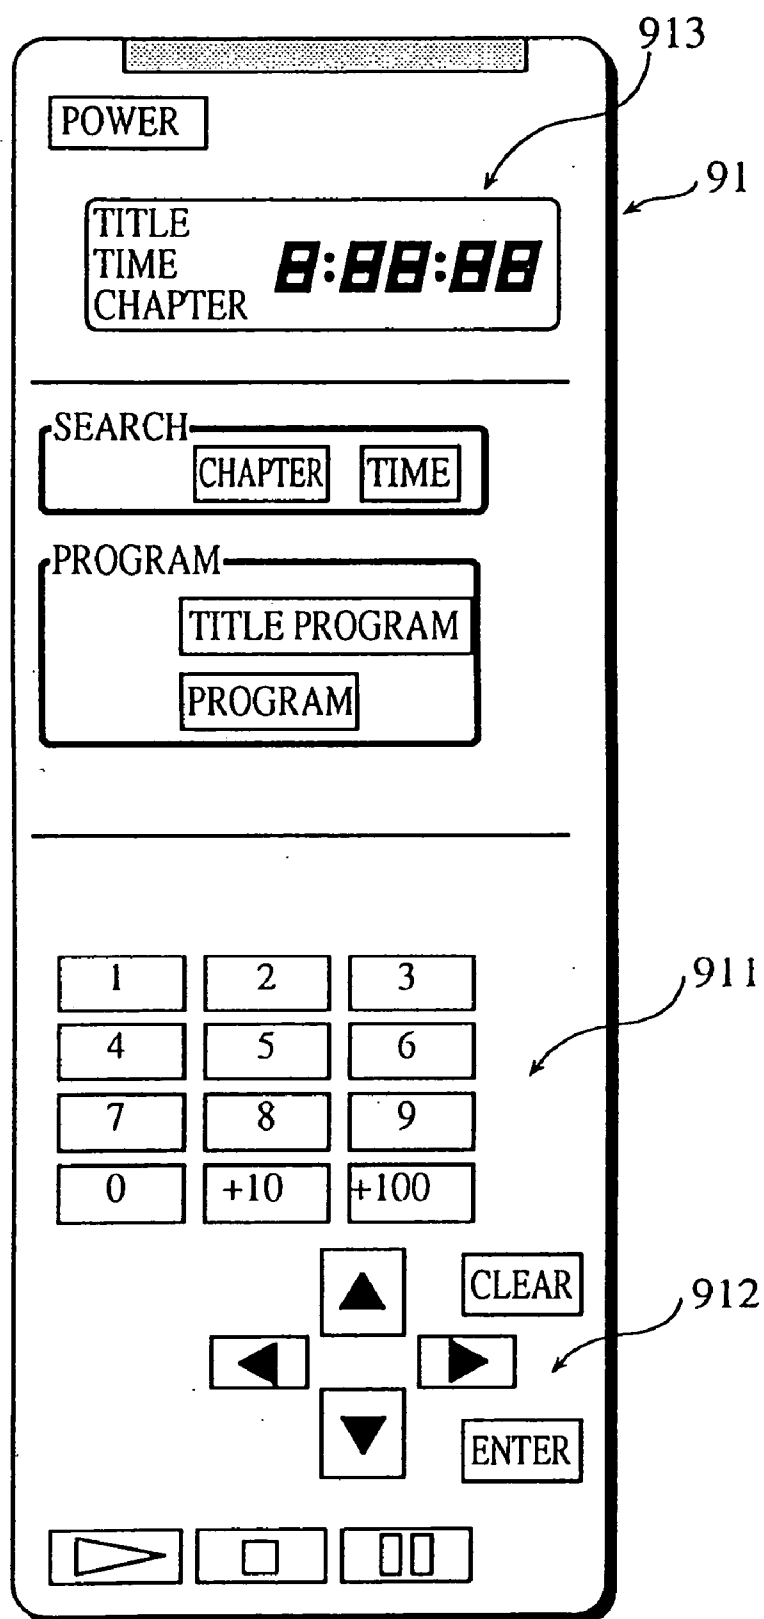 913
POWER
91
TITLE
TIME
CHAPTER
8:88:88
SEARCH
CHAPTER TIME
PROGRAM
TITLE PROGRAM
PROGRAM
1 2 3
911
4 5 6
7 8 9
0 +10 +100
CLEAR
912
ENTER